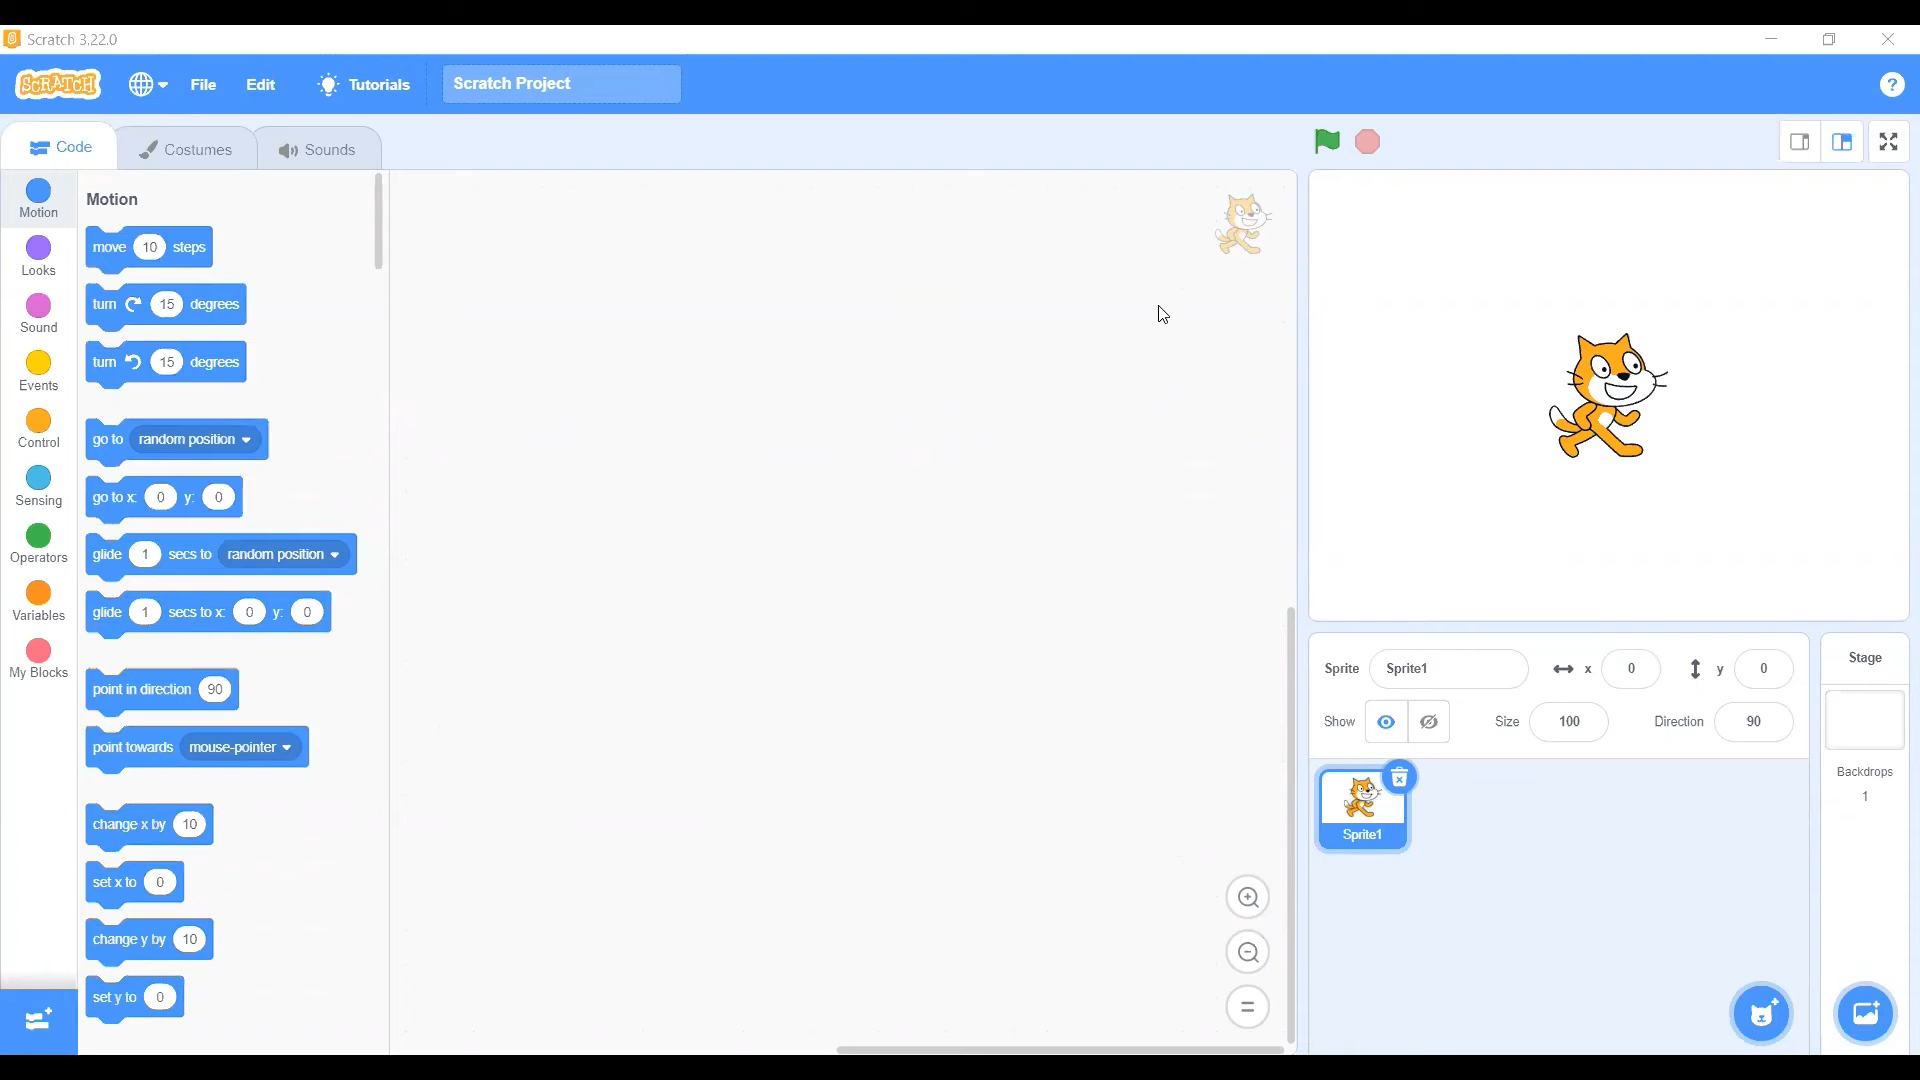 Scratch 3.22.0
SCRATCH File Edit Tutorials Scratch Project ?
Code Costumes Sounds
Motion
Looks
Sound
Events
Control
Sensing
Operators
Variables
My Blocks
Motion
move 10 steps
turn 15 degrees
turn 15 degrees
go to random position
go to x: 0 y: 0
glide 1 secs to random position
glide 1 secs to x: 0 y: 0
point in direction 90
point towards mouse-pointer
change x by 10
set x to 0
change y by 10
set y to 0
Sprite Sprite1 x 0 y 0
Show Size 100 Direction 90
Sprite1
Stage
Backdrops
1